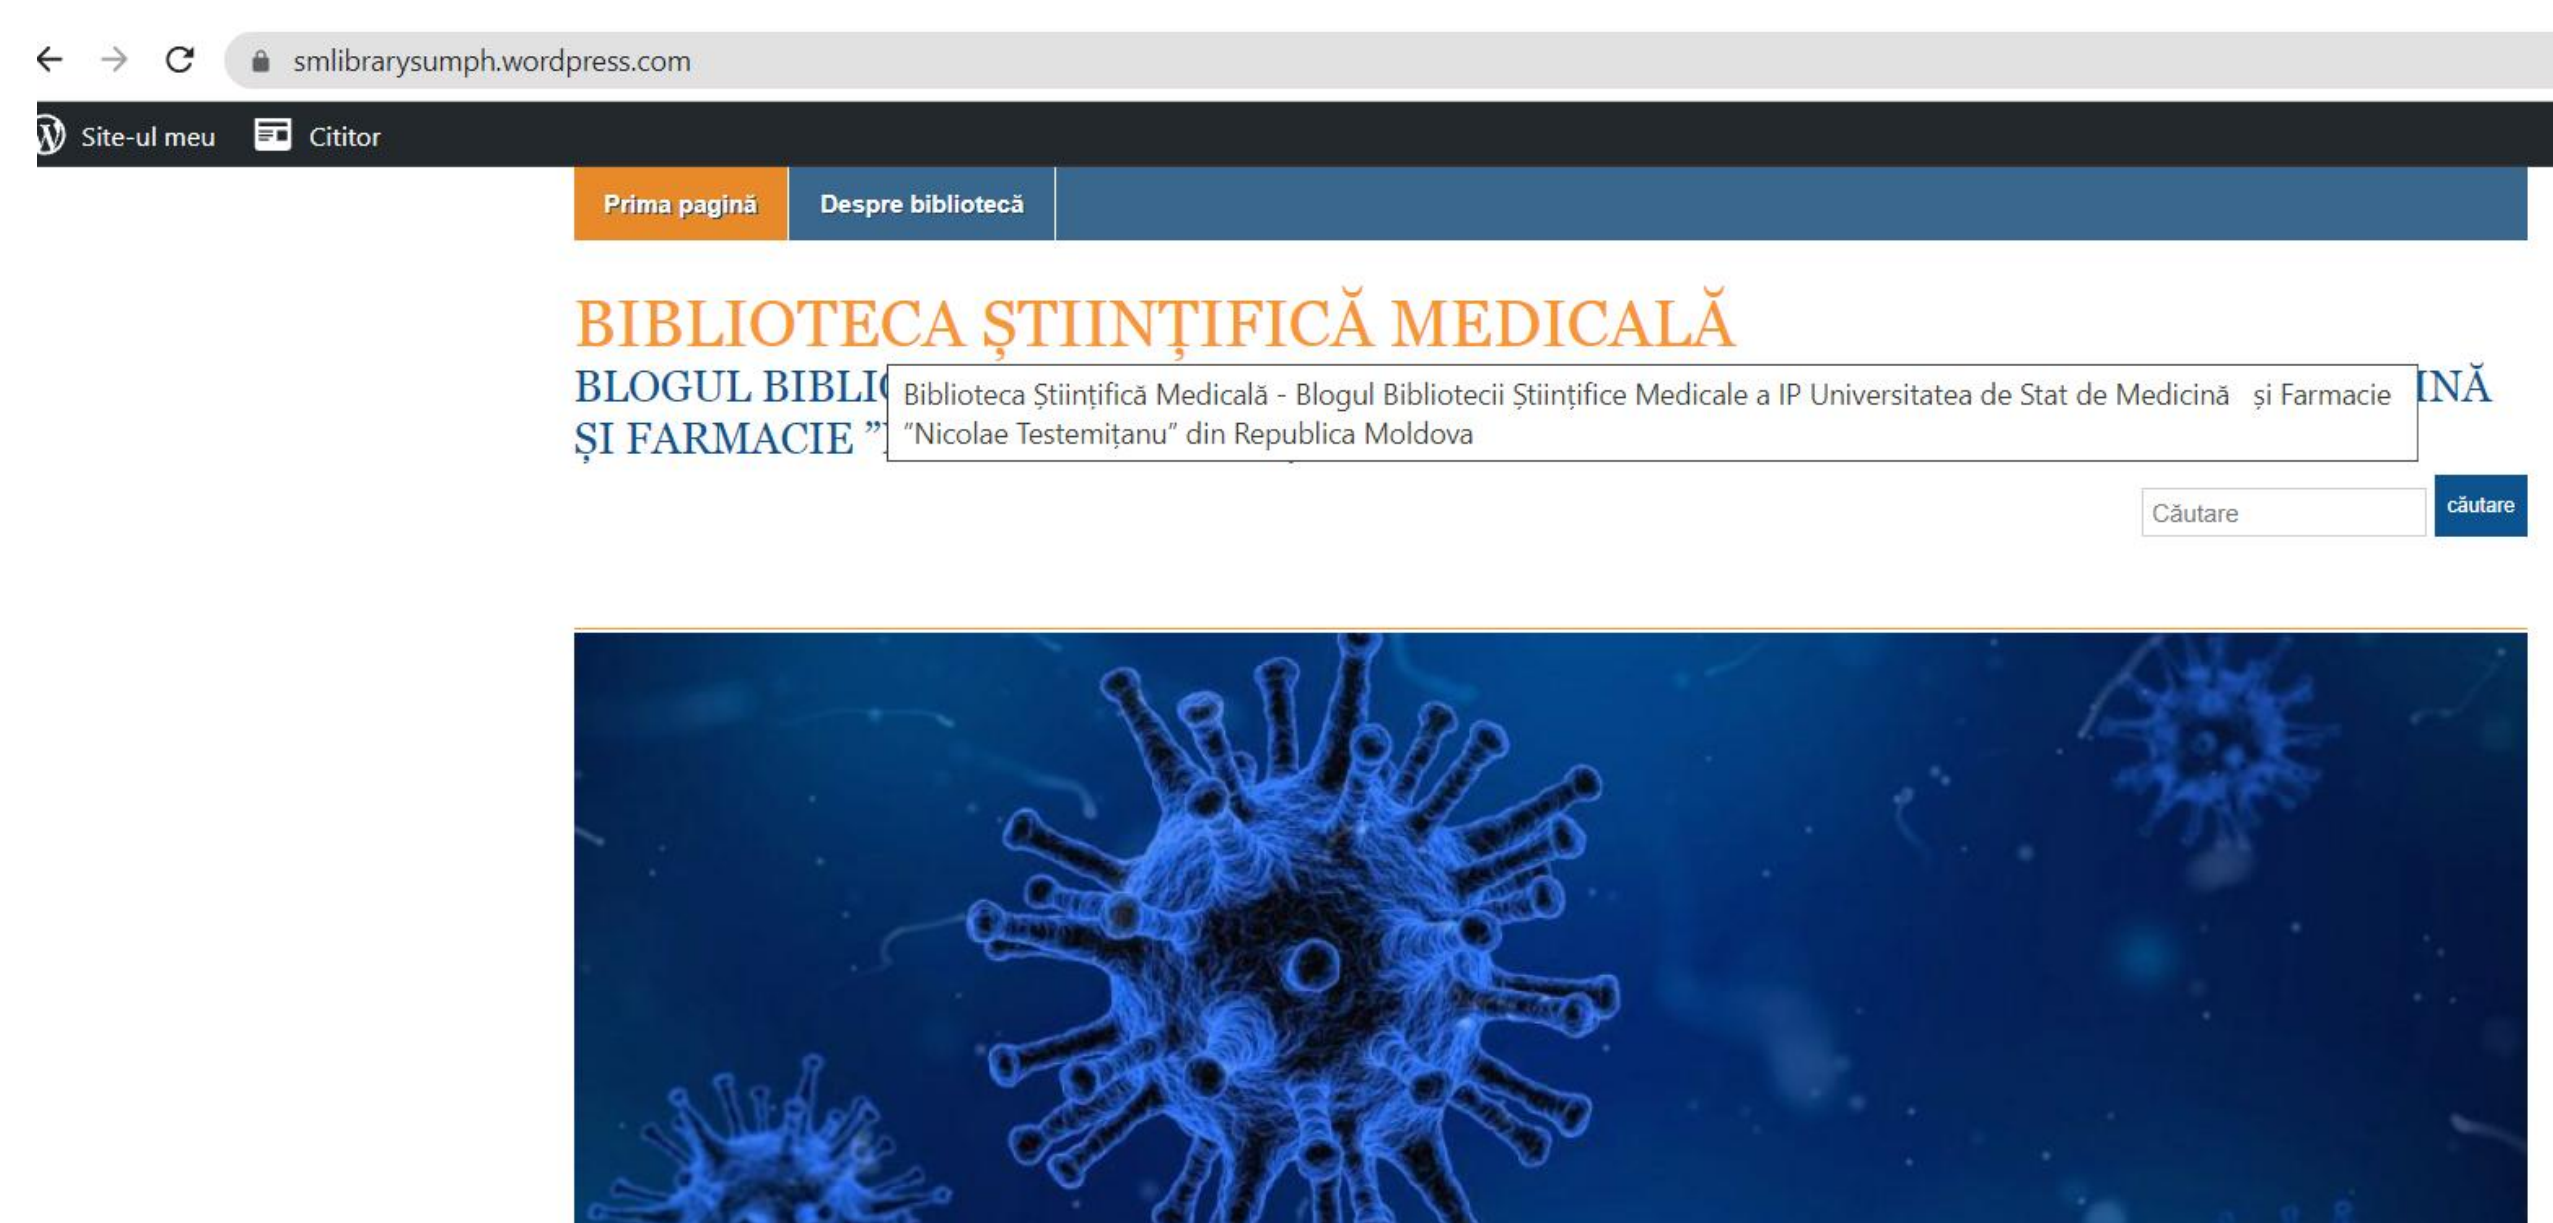 smlibrarysumph.wordpress.com
Site-ul meu Cititor
Prima pagină Despre bibliotecă
BIBLIOTECA ȘTIINȚIFICĂ MEDICALĂ
BLOGUL
Biblioteca Științifică Medicală - Blogul Bibliotecii Științifice Medicale a IP Universitatea de Stat de Medicină și Farmacie
"Nicolae Testemițanu" din Republica Moldova
ȘI FARMACIE ”
Căutare căutare